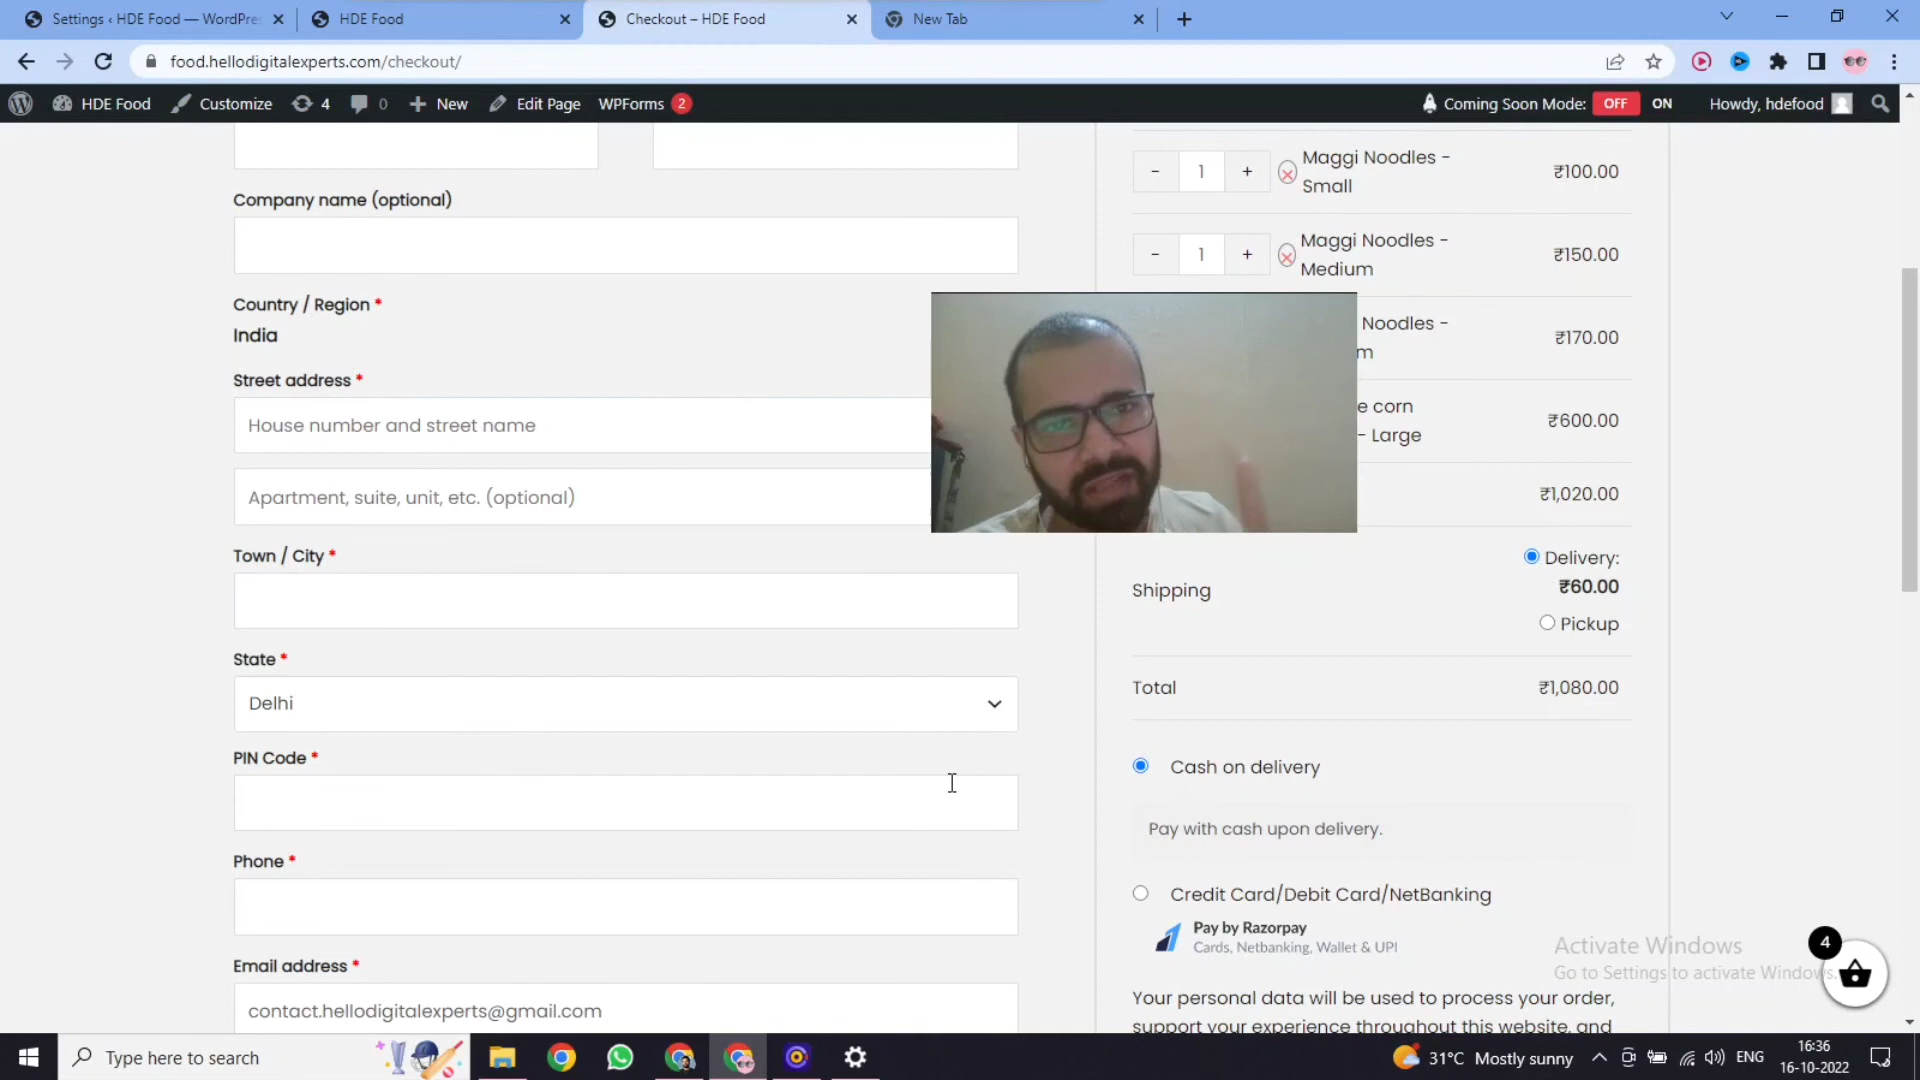 Settings ‹ HDE Food — WordPre
HDE Food
Checkout – HDE Food
New Tab
food.hellodigitalexperts.com/checkout/
HDE Food
Customize
4
0
New
Edit Page
WPForms 2
Coming Soon Mode: OFF ON
Howdy, hdefood
Company name (optional)
Country / Region *
India
Street address *
House number and street name
Apartment, suite, unit, etc. (optional)
Town / City *
State *
Delhi
PIN Code *
Phone *
Email address *
contact.hellodigitalexperts@gmail.com
- 1 + Maggi Noodles - ₹100.00
Small
- 1 + Maggi Noodles - ₹150.00
Medium
Noodles - ₹170.00
m
e corn ₹600.00
- Large
₹1,020.00
Shipping
Delivery:
₹60.00
Pickup
Total ₹1,080.00
Cash on delivery
Pay with cash upon delivery.
Credit Card/Debit Card/NetBanking
Pay by Razorpay
Cards, Netbanking, Wallet & UPI
Your personal data will be used to process your order,
support your experience throughout this website, and
Activate Windows
Go to Settings to activate Windows.
4
Type here to search
31°C Mostly sunny
ENG
16:36
16-10-2022